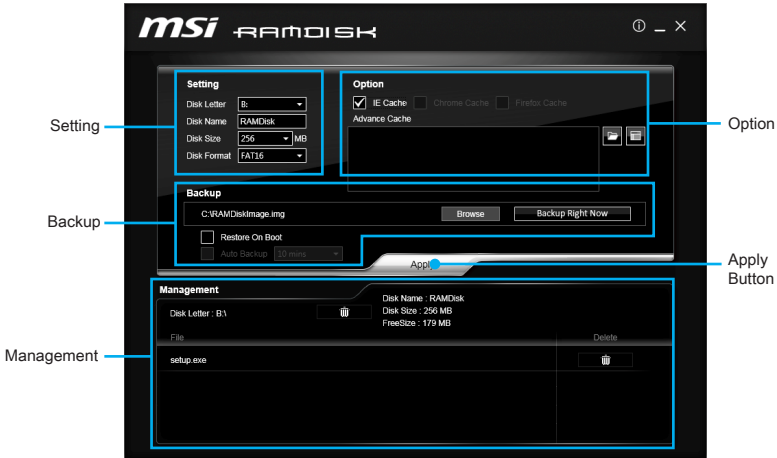 msi RAMDISK
Setting
Disk Letter B:
Disk Name RAMDisk
Disk Size 256 MB
Disk Format FAT16
Option
IE Cache Chrome Cache Firefox Cache
Advance Cache
Setting
Option
Backup
C:\RAMDiskImage.img Browse Backup Right Now
Restore On Boot
Auto Backup 10 mins
Backup
Apply
Apply
Button
Management
Disk Letter : B:\
Disk Name : RAMDisk
Disk Size : 256 MB
FreeSize : 179 MB
File Delete
setup.exe
Management